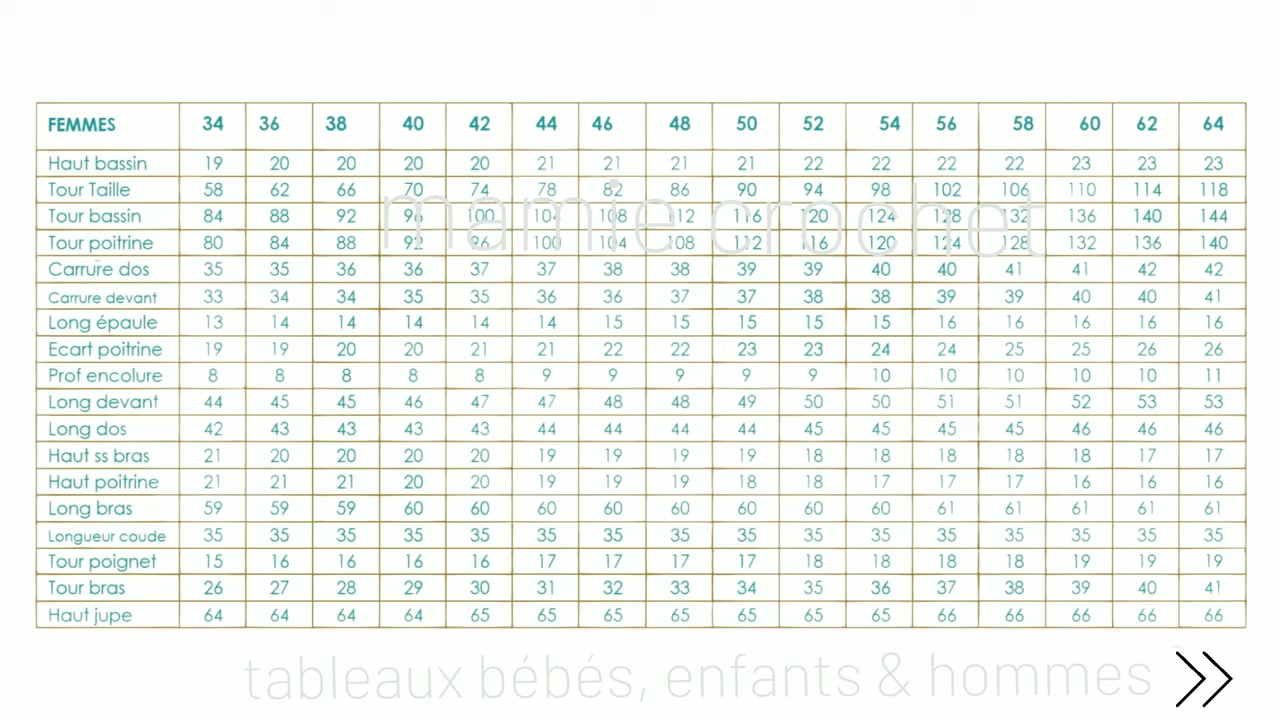 FEMMES 34 36 38 40 42 44 46 48 50 52 54 56 58 60 62 64
Haut bassin 19 20 20 20 20 21 21 21 21 22 22 22 22 23 23 23
Tour Taille 58 62 66 70 74 78 82 86 90 94 98 102 106 110 114 118
Tour bassin 84 88 92 96 100 104 108 112 116 120 124 128 132 136 140 144
mamie crochet
Tour poitrine 80 84 88 92 96 100 104 108 112 116 120 124 128 132 136 140
Carrure dos 35 35 36 36 37 37 38 38 39 39 40 40 41 41 42 42
Carrure devant 33 34 34 35 35 36 36 37 37 38 38 39 39 40 40 41
Long épaule 13 14 14 14 14 14 15 15 15 15 15 16 16 16 16 16
Ecart poitrine 19 19 20 20 21 21 22 22 23 23 24 24 25 25 26 26
Prof encolure 8 8 8 8 8 9 9 9 9 9 10 10 10 10 10 11
Long devant 44 45 45 46 47 47 48 48 49 50 50 51 51 52 53 53
Long dos 42 43 43 43 43 44 44 44 44 45 45 45 45 46 46 46
Haut ss bras 21 20 20 20 20 19 19 19 19 18 18 18 18 18 17 17
Haut poitrine 21 21 21 20 20 19 19 19 18 18 17 17 17 16 16 16
Long bras 59 59 59 60 60 60 60 60 60 60 60 61 61 61 61 61
Longueur coude 35 35 35 35 35 35 35 35 35 35 35 35 35 35 35 35
Tour poignet 15 16 16 16 16 17 17 17 17 18 18 18 18 19 19 19
Tour bras 26 27 28 29 30 31 32 33 34 35 36 37 38 39 40 41
Haut jupe 64 64 64 64 65 65 65 65 65 65 65 66 66 66 66 66
tableaux bébés, enfants & hommes